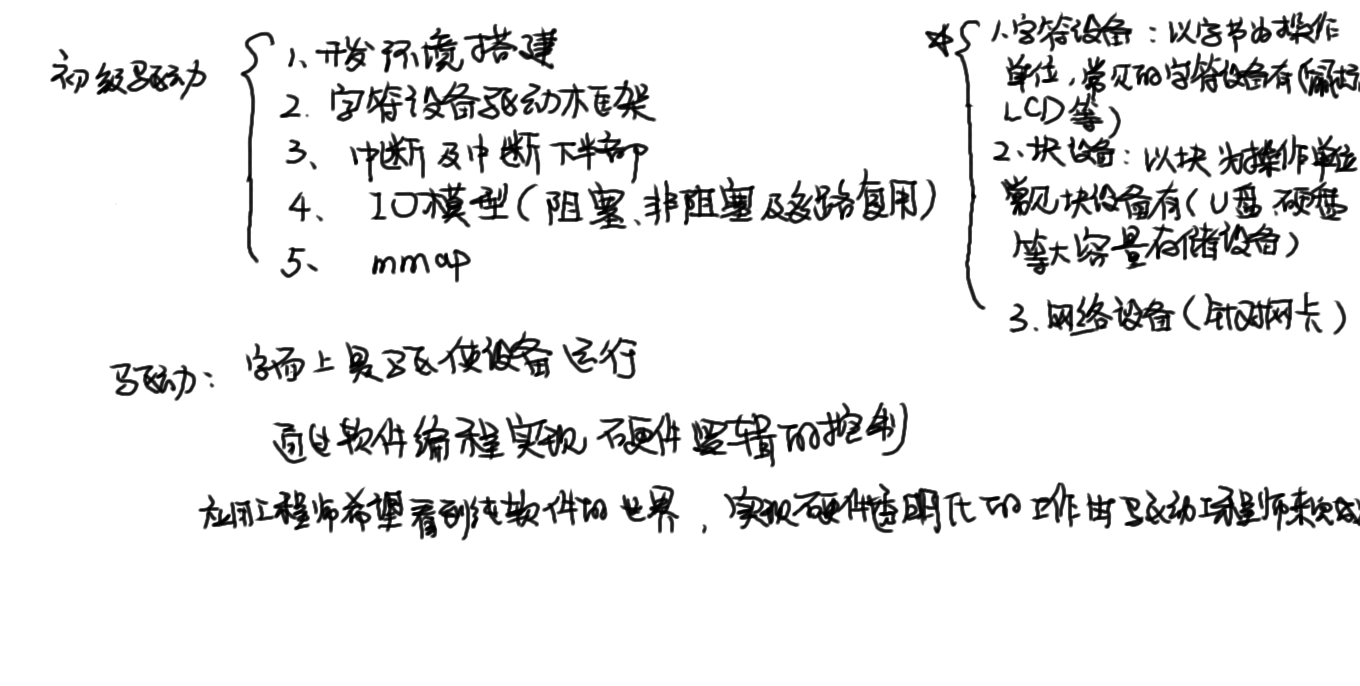 初级驱动
1、开发环境搭建
2. 字符设备驱动框架
3、中断及中断下半部
4、IO模型(阻塞、非阻塞及多路复用)
5、mmap
1.字符设备:以字节为操作
单位,常见的字符设备有(
LCD等)
2、块设备:以块为操作单位
常见块设备有(U盘、硬盘
等大容量存储设备)
3.网络设备(针对网卡)
驱动:字面上是驱使设备运行
通过软件编程实现硬件逻辑的控制
应用工程师希望看到纯软件的世界,实现硬件透明化的工作由驱动工程师来完成